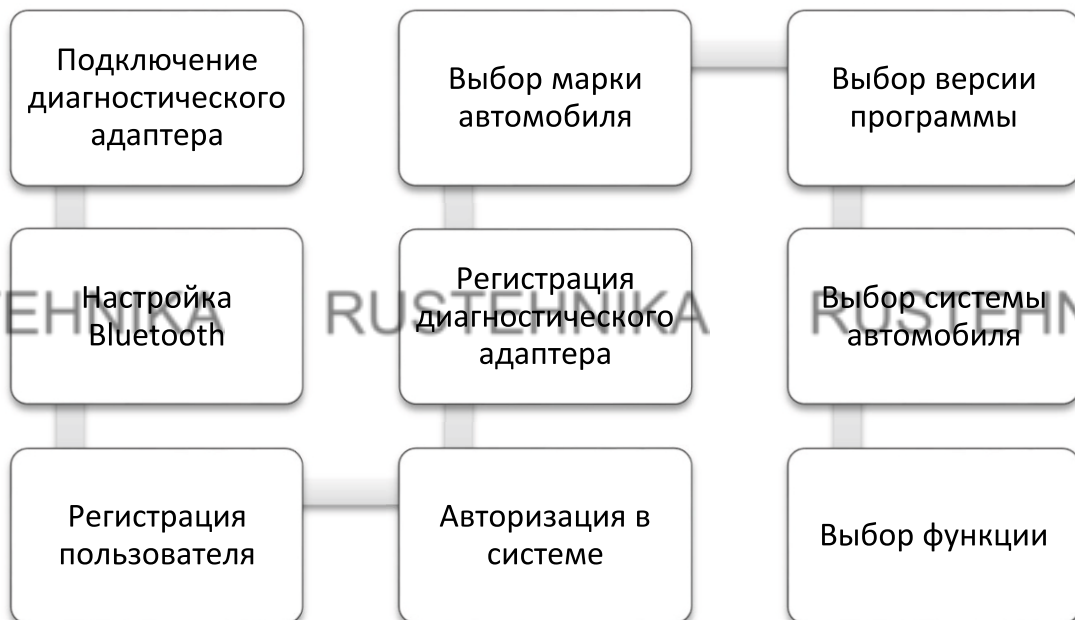 Подключение
диагностического
адаптера
Настройка
Bluetooth
Регистрация
пользователя
Авторизация в
системе
Регистрация
диагностического
адаптера
Выбор марки
автомобиля
Выбор версии
программы
Выбор системы
автомобиля
Выбор функции
TEHNIKA
RUSTEHNIKA
RUSTEHN